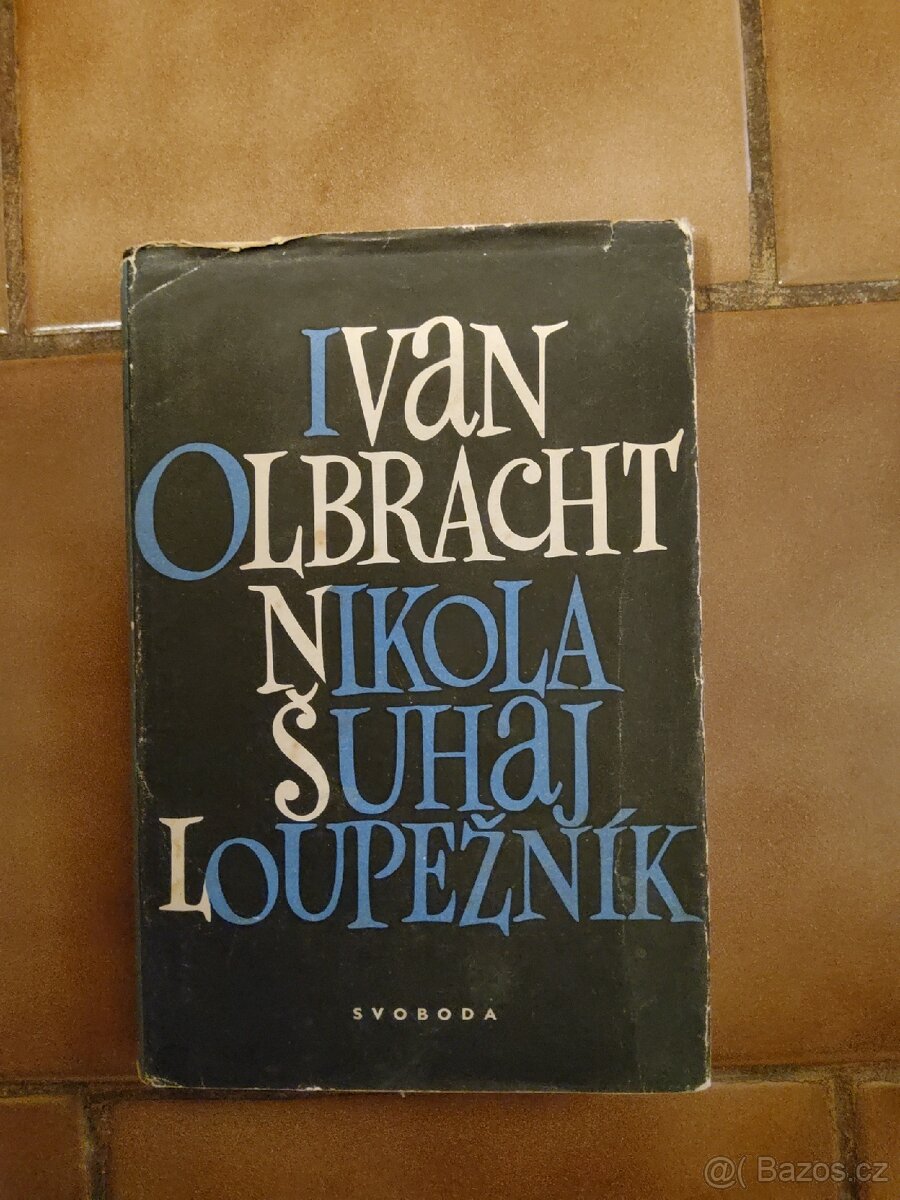 IVaN
OLBRACHT
NIKOLA
ŠUHaJ
LOUPEŽNÍK
SVOBODA
@( Bazos.cz